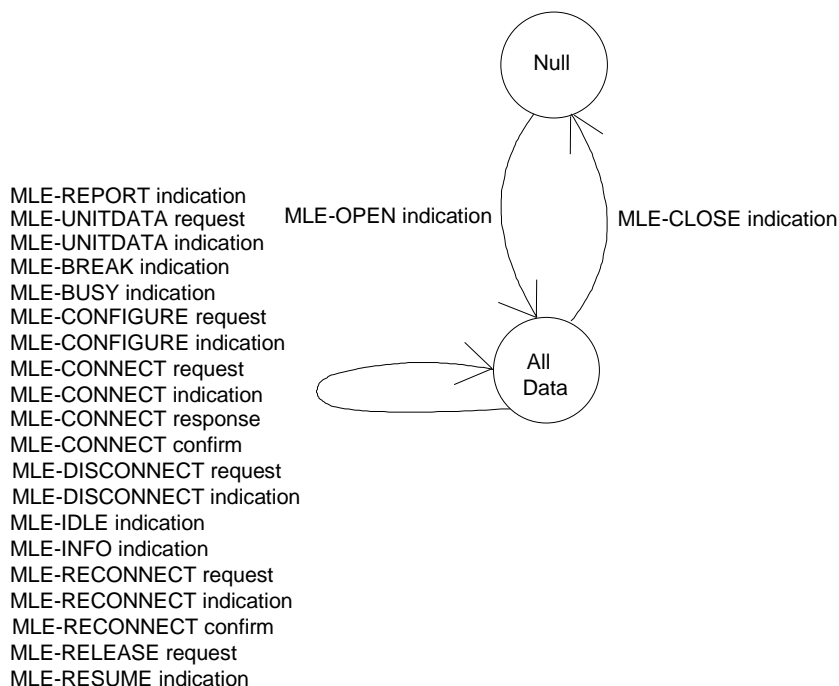 Null
MLE-OPEN indication
MLE-CLOSE indication
All
Data
MLE-REPORT indication
MLE-UNITDATA request
MLE-UNITDATA indication
MLE-BREAK indication
MLE-BUSY indication
MLE-CONFIGURE request
MLE-CONFIGURE indication
MLE-CONNECT request
MLE-CONNECT indication
MLE-CONNECT response
MLE-CONNECT confirm
MLE-DISCONNECT request
MLE-DISCONNECT indication
MLE-IDLE indication
MLE-INFO indication
MLE-RECONNECT request
MLE-RECONNECT indication
MLE-RECONNECT confirm
MLE-RELEASE request
MLE-RESUME indication